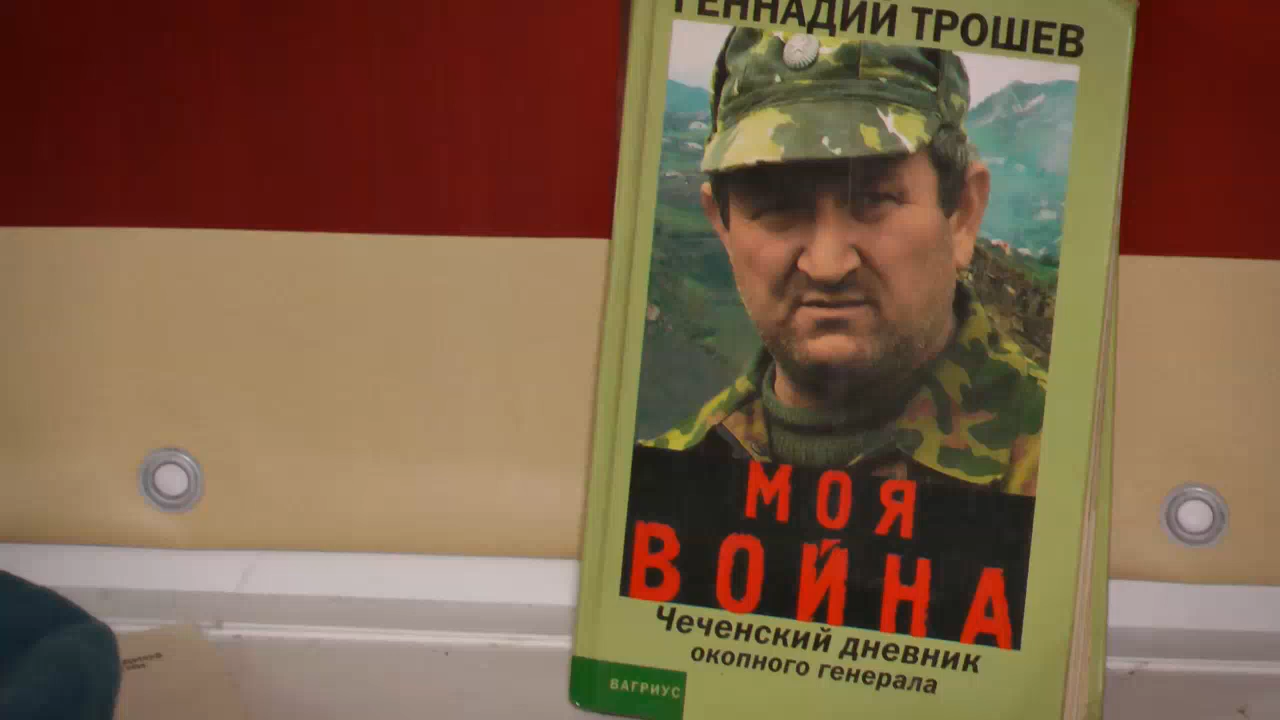 ГЕННАДИЙ ТРОШЕВ
МОЯ
ВОЙНА
Чеченский дневник
окопного генерала
ВАГРИУС